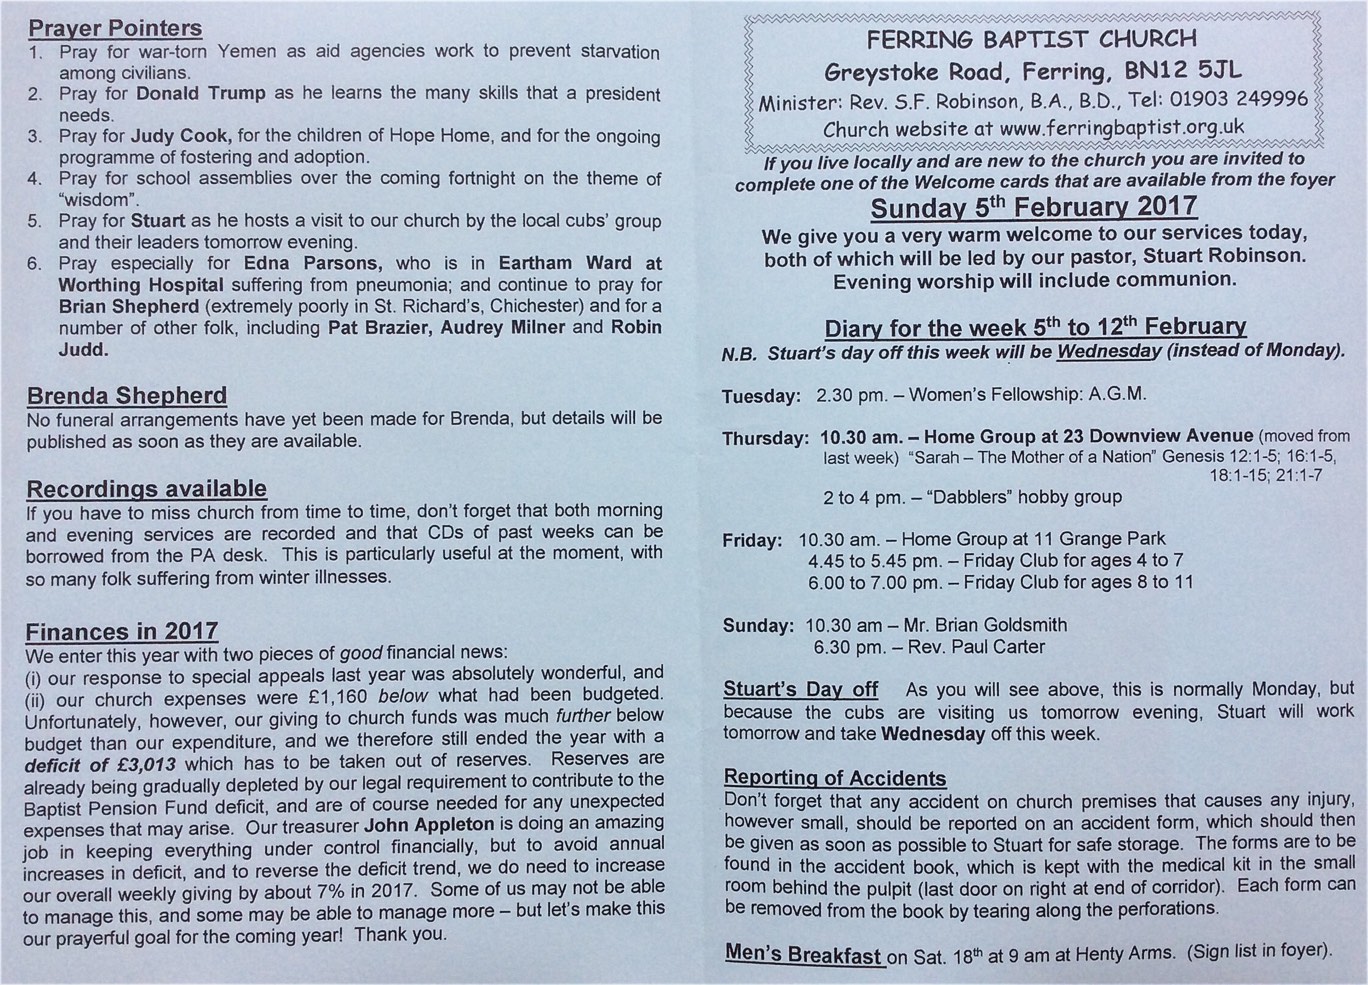 Prayer Pointers
1. Pray for war-torn Yemen as aid agencies work to prevent starvation
among civilians.
2. Pray for Donald Trump as he learns the many skills that a president
needs.
3. Pray for Judy Cook, for the children of Hope Home, and for the ongoing
programme of fostering and adoption.
4. Pray for school assemblies over the coming fortnight on the theme of
“wisdom”.
5. Pray for Stuart as he hosts a visit to our church by the local cubs’ group
and their leaders tomorrow evening.
6. Pray especially for Edna Parsons, who is in Eartham Ward at
Worthing Hospital suffering from pneumonia; and continue to pray for
Brian Shepherd (extremely poorly in St. Richard’s, Chichester) and for a
number of other folk, including Pat Brazier, Audrey Milner and Robin
Judd.
Brenda Shepherd
No funeral arrangements have yet been made for Brenda, but details will be
published as soon as they are available.
Recordings available
If you have to miss church from time to time, don’t forget that both morning
and evening services are recorded and that CDs of past weeks can be
borrowed from the PA desk. This is particularly useful at the moment, with
so many folk suffering from winter illnesses.
Finances in 2017
We enter this year with two pieces of good financial news:
(i) our response to special appeals last year was absolutely wonderful, and
(ii) our church expenses were £1,160 below what had been budgeted.
Unfortunately, however, our giving to church funds was much further below
budget than our expenditure, and we therefore still ended the year with a
deficit of £3,013 which has to be taken out of reserves. Reserves are
already being gradually depleted by our legal requirement to contribute to the
Baptist Pension Fund deficit, and are of course needed for any unexpected
expenses that may arise. Our treasurer John Appleton is doing an amazing
job in keeping everything under control financially, but to avoid annual
increases in deficit, and to reverse the deficit trend, we do need to increase
our overall weekly giving by about 7% in 2017. Some of us may not be able
to manage this, and some may be able to manage more – but let’s make this
our prayerful goal for the coming year! Thank you.
FERRING BAPTIST CHURCH
Greystoke Road, Ferring, BN12 5JL
Minister: Rev. S.F. Robinson, B.A., B.D., Tel: 01903 249996
Church website at www.ferringbaptist.org.uk
If you live locally and are new to the church you are invited to
complete one of the Welcome cards that are available from the foyer
Sunday 5th February 2017
We give you a very warm welcome to our services today,
both of which will be led by our pastor, Stuart Robinson.
Evening worship will include communion.
Diary for the week 5th to 12th February
N.B. Stuart’s day off this week will be Wednesday (instead of Monday).
Tuesday: 2.30 pm. – Women’s Fellowship: A.G.M.
Thursday: 10.30 am. – Home Group at 23 Downview Avenue (moved from
last week) “Sarah – The Mother of a Nation” Genesis 12:1-5; 16:1-5,
18:1-15; 21:1-7
2 to 4 pm. – “Dabblers” hobby group
Friday: 10.30 am. – Home Group at 11 Grange Park
4.45 to 5.45 pm. – Friday Club for ages 4 to 7
6.00 to 7.00 pm. – Friday Club for ages 8 to 11
Sunday: 10.30 am – Mr. Brian Goldsmith
6.30 pm. – Rev. Paul Carter
Stuart’s Day off As you will see above, this is normally Monday, but
because the cubs are visiting us tomorrow evening, Stuart will work
tomorrow and take Wednesday off this week.
Reporting of Accidents
Don’t forget that any accident on church premises that causes any injury,
however small, should be reported on an accident form, which should then
be given as soon as possible to Stuart for safe storage. The forms are to be
found in the accident book, which is kept with the medical kit in the small
room behind the pulpit (last door on right at end of corridor). Each form can
be removed from the book by tearing along the perforations.
Men’s Breakfast on Sat. 18th at 9 am at Henty Arms. (Sign list in foyer).